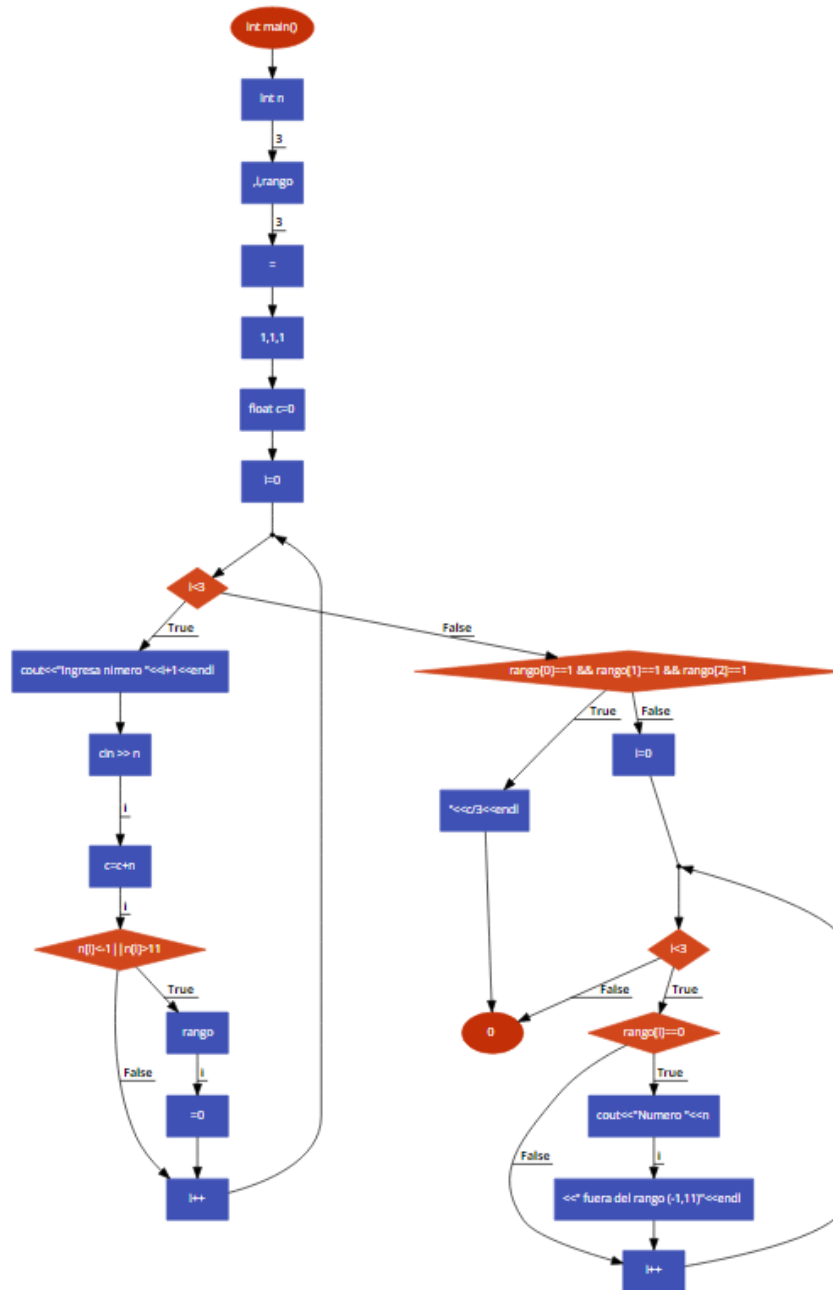 int main()
int n
3
,i,rango
3
=
1,1,1
float c=0
i=0
i<3
True
False
cout<<"Ingresa nimero "<<i+1<<endl
cin >> n
i
c=c+n
i
n[i]<-1||n[i]>11
True
False
rango
i
=0
i++
rango[0]==1 && rango[1]==1 && rango[2]==1
True
False
"<<c/3<<endl
i=0
i<3
False
True
0
rango[i]==0
True
False
cout<<"Numero "<<n
i
<<" fuera del rango (-1,11)"<<endl
i++